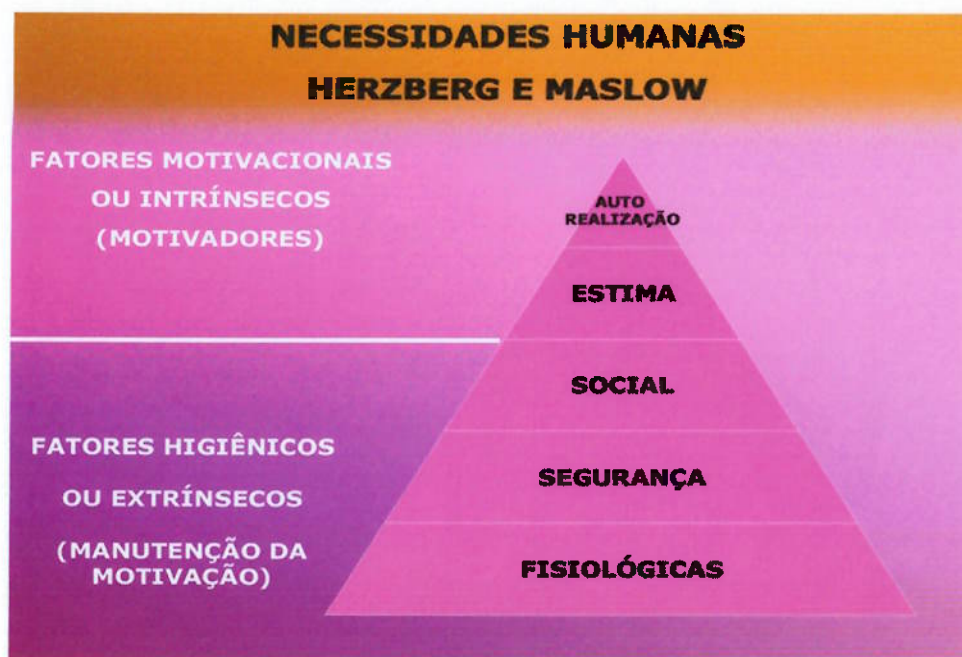 NECESSIDADES HUMANAS
HERZBERG E MASLOW
FATORES MOTIVACIONAIS
OU INTRÍNSECOS
(MOTIVADORES)
AUTO
REALIZAÇÃO
ESTIMA
SOCIAL
SEGURANÇA
FISIOLÓGICAS
FATORES HIGIÊNICOS
OU EXTRÍNSECOS
(MANUTENÇÃO DA
MOTIVAÇÃO)